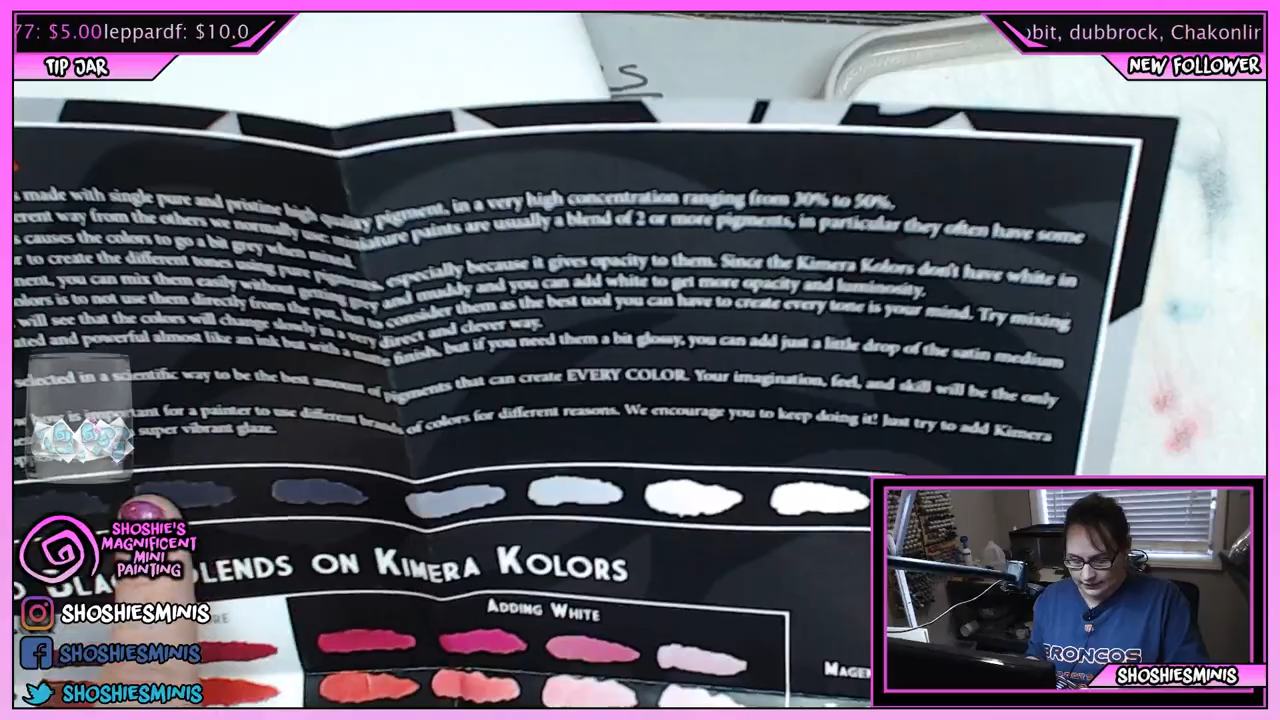 77: $5.00leppardf: $10.0
TIP JAR
obit, dubbrock, Chakonlir
NEW FOLLOWER
S
s made with single pure and pristine high quality pigment, in a very high concentration ranging from 30% to 50%.
erent way from the others we normally use: miniature paints are usually a blend of 2 or more pigments, in particular they often have some
s causes the colors to go a bit grey when mixed.
r to create the different tones using pure pigments, especially because it gives opacity to them. Since the Kimera Kolors don't have white in
ment, you can mix them easily without getting grey and muddy and you can add white to get more opacity and luminosity.
olors is to not use them directly from the pot, but to consider them as the best tool you can have to create every tone is your mind. Try mixing
will see that the colors will change slowly in a very direct and clever way.
ated and powerful almost like an ink but with a matte finish, but if you need them a bit glossy, you can add just a little drop of the satin medium
selected in a scientific way to be the best amount of pigments that can create EVERY COLOR. Your imagination, feel, and skill will be the only
is important for a painter to use different brands of colors for different reasons. We encourage you to keep doing it! Just try to add Kimera
super vibrant glaze.
BLENDS ON KIMERA KOLORS
ADDING WHITE
MAGEN
SHOSHIE'S
MAGNIFICENT
MINI
PAINTING
SHOSHIESMINIS
SHOSHIESMINIS
SHOSHIESMINIS
BRONCOS
SHOSHIESMINIS